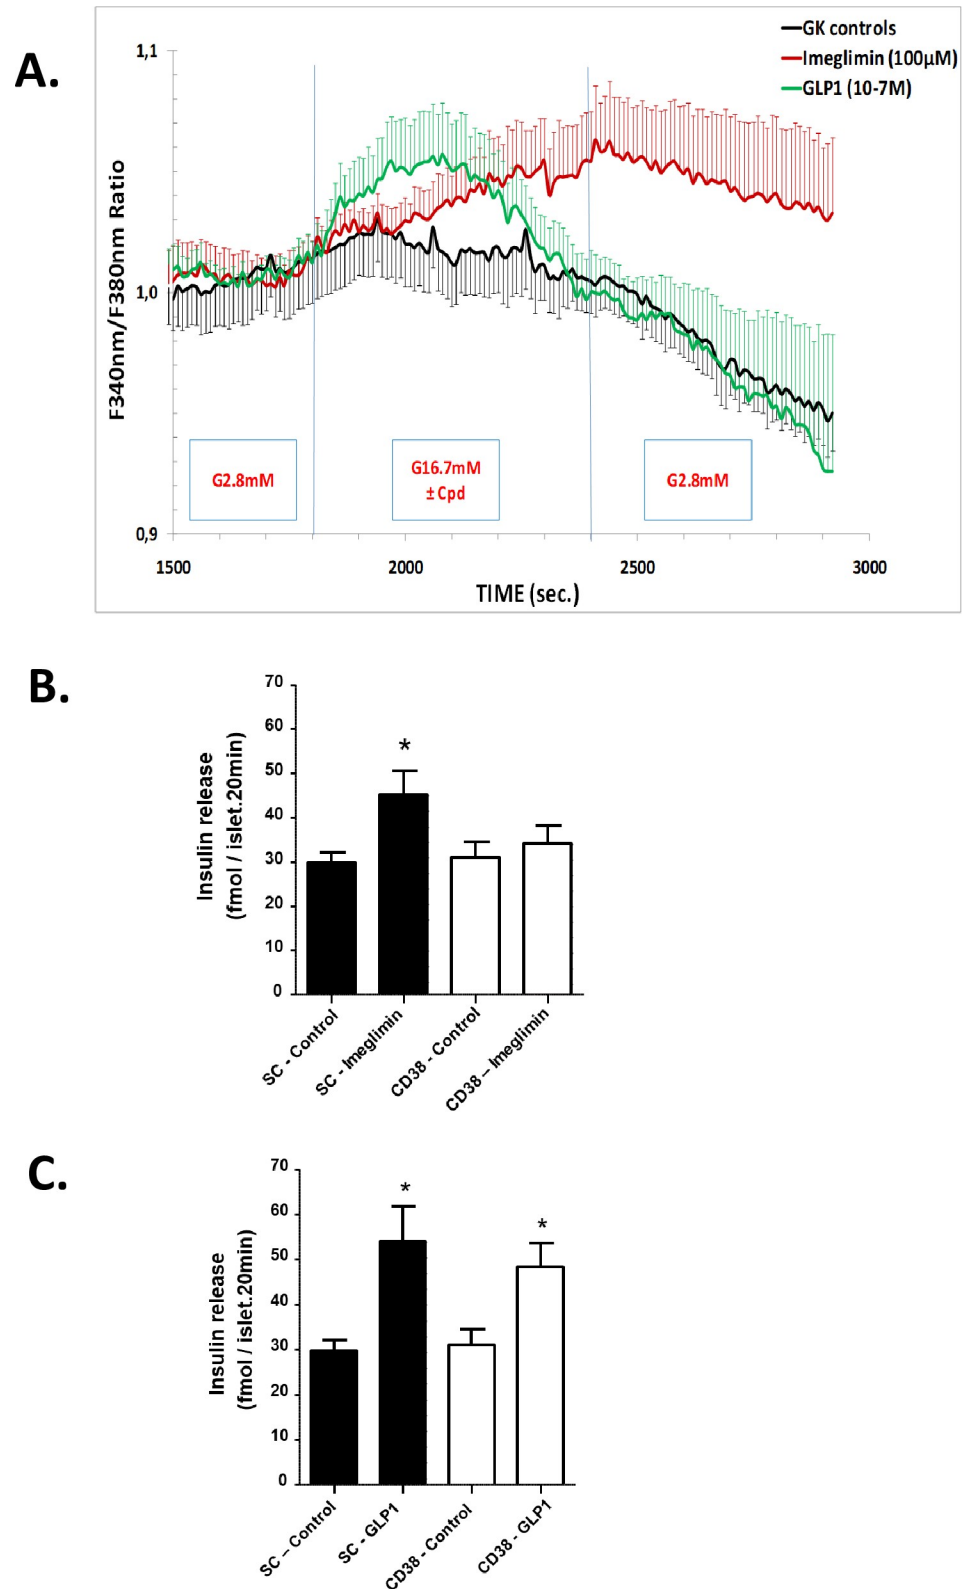 A.
GK controls
Imeglimin (100µM)
GLP1 (10-7M)
F340nm/F380nm Ratio
1,1
1,0
0,9
G2.8mM
G16.7mM
± Cpd
G2.8mM
1500
2000
2500
3000
TIME (sec.)
B.
Insulin release
(fmol / islet.20min)
70
60
50
40
30
20
10
0
*
SC - Control
SC - Imeglimin
CD38 - Control
CD38 – Imeglimin
C.
Insulin release
(fmol / islet.20min)
70
60
50
40
30
20
10
0
*
*
SC – Control
SC - GLP1
CD38 - Control
CD38 - GLP1